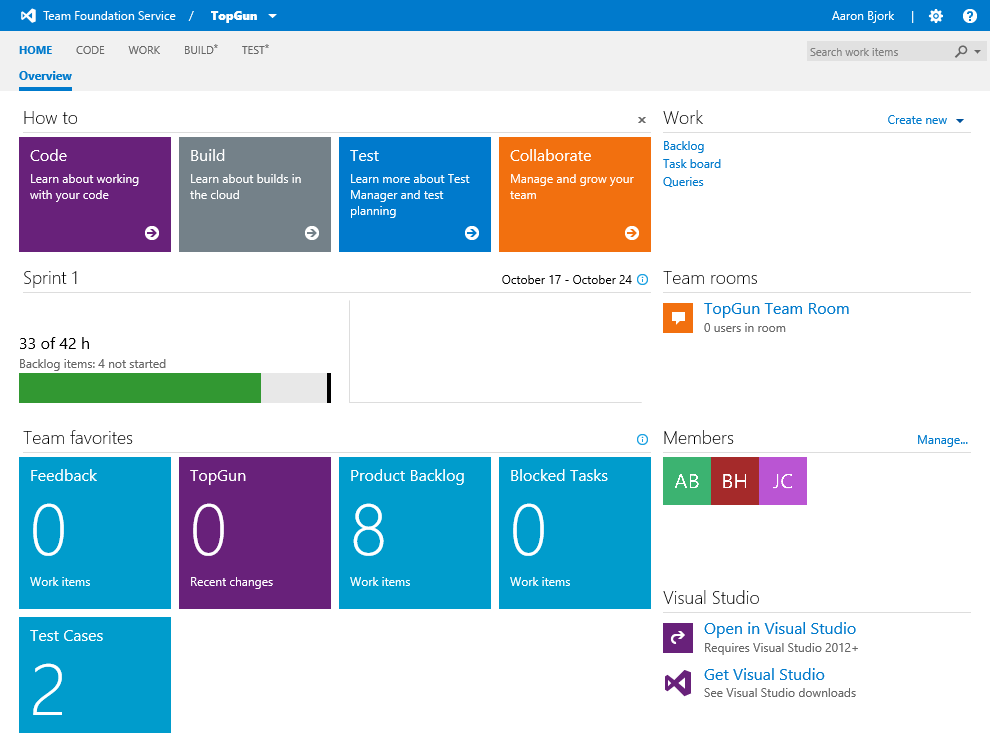 Team Foundation Service / TopGun
Aaron Bjork |
HOME CODE WORK BUILD* TEST*
Search work items
Overview
How to
Code
Learn about working
with your code
Build
Learn about builds in
the cloud
Test
Learn more about Test
Manager and test
planning
Collaborate
Manage and grow your
team
Work
Create new
Backlog
Task board
Queries
Sprint 1
October 17 - October 24
33 of 42 h
Backlog items: 4 not started
Team rooms
TopGun Team Room
0 users in room
Team favorites
Feedback
0
Work items
TopGun
0
Recent changes
Product Backlog
8
Work items
Blocked Tasks
0
Work items
Test Cases
2
Members
Manage...
AB BH JC
Visual Studio
Open in Visual Studio
Requires Visual Studio 2012+
Get Visual Studio
See Visual Studio downloads